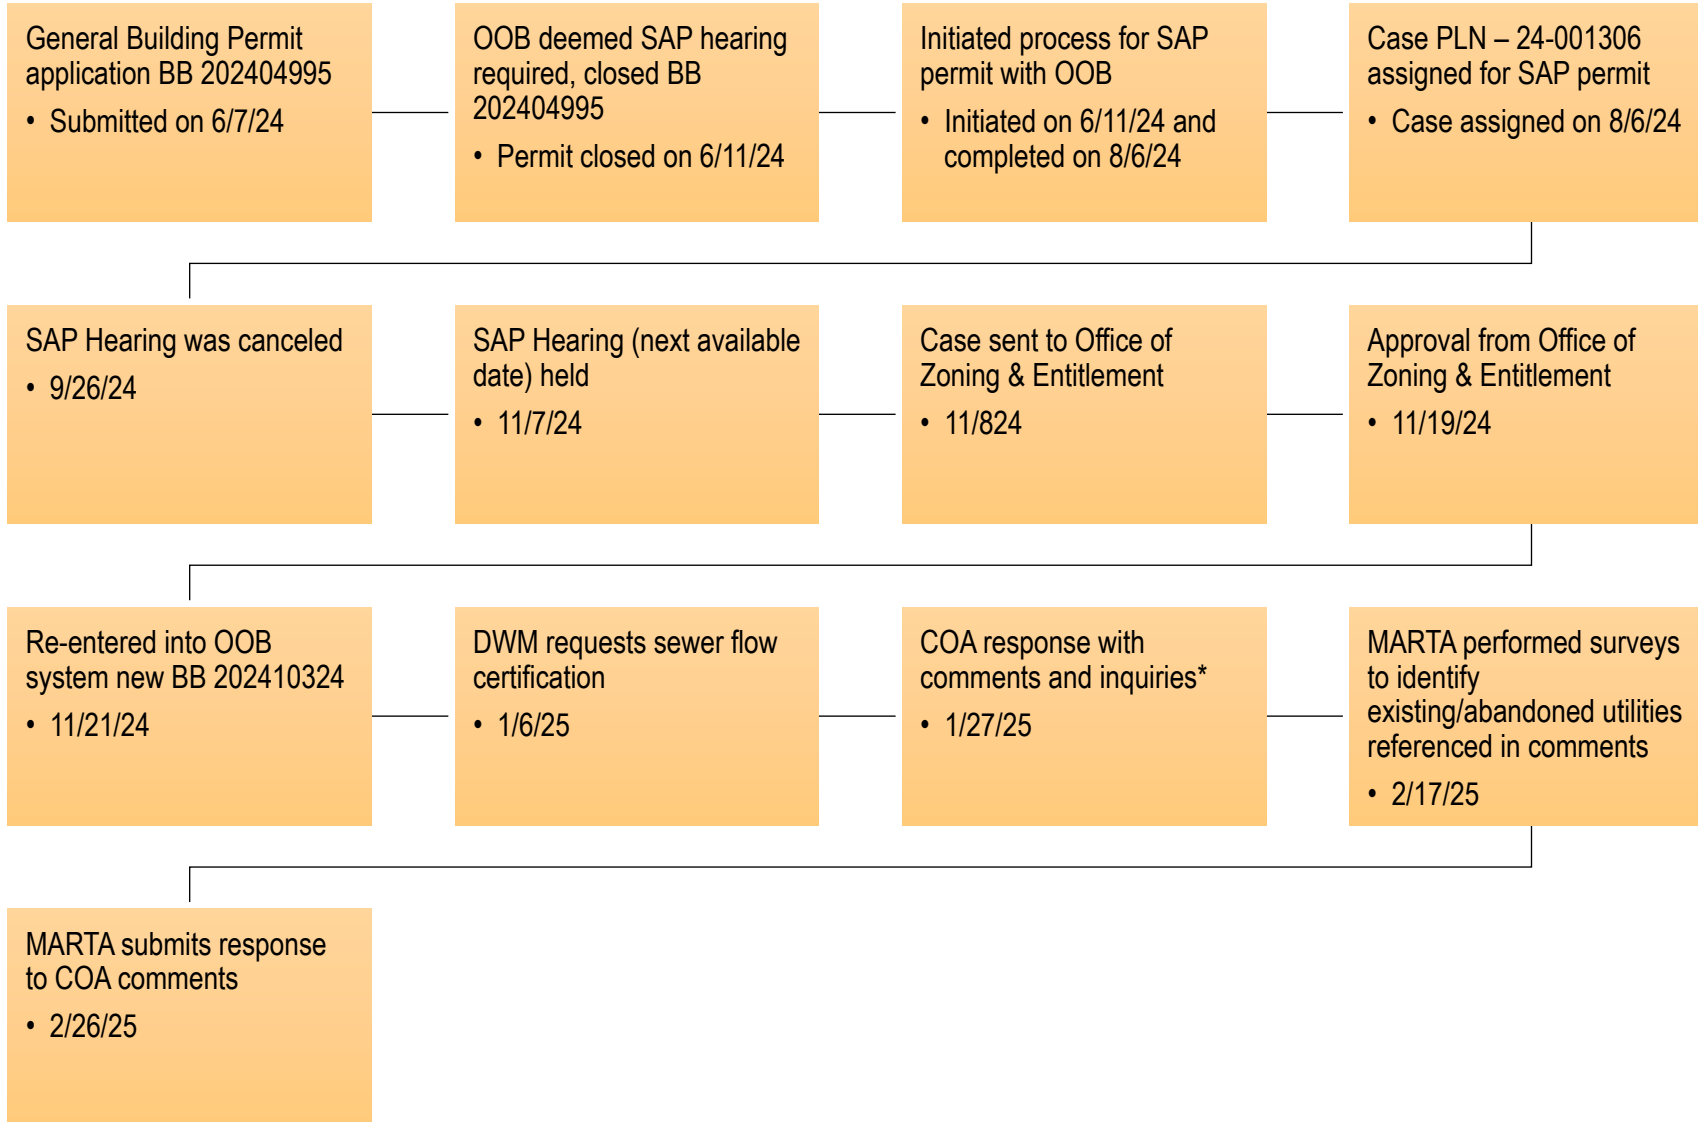 General Building Permit
application BB 202404995
• Submitted on 6/7/24
OOB deemed SAP hearing
required, closed BB
202404995
• Permit closed on 6/11/24
Initiated process for SAP
permit with OOB
• Initiated on 6/11/24 and
completed on 8/6/24
Case PLN – 24-001306
assigned for SAP permit
• Case assigned on 8/6/24
SAP Hearing was canceled
• 9/26/24
SAP Hearing (next available
date) held
• 11/7/24
Case sent to Office of
Zoning & Entitlement
• 11/824
Approval from Office of
Zoning & Entitlement
• 11/19/24
Re-entered into OOB
system new BB 202410324
• 11/21/24
DWM requests sewer flow
certification
• 1/6/25
COA response with
comments and inquiries*
• 1/27/25
MARTA performed surveys
to identify
existing/abandoned utilities
referenced in comments
• 2/17/25
MARTA submits response
to COA comments
• 2/26/25